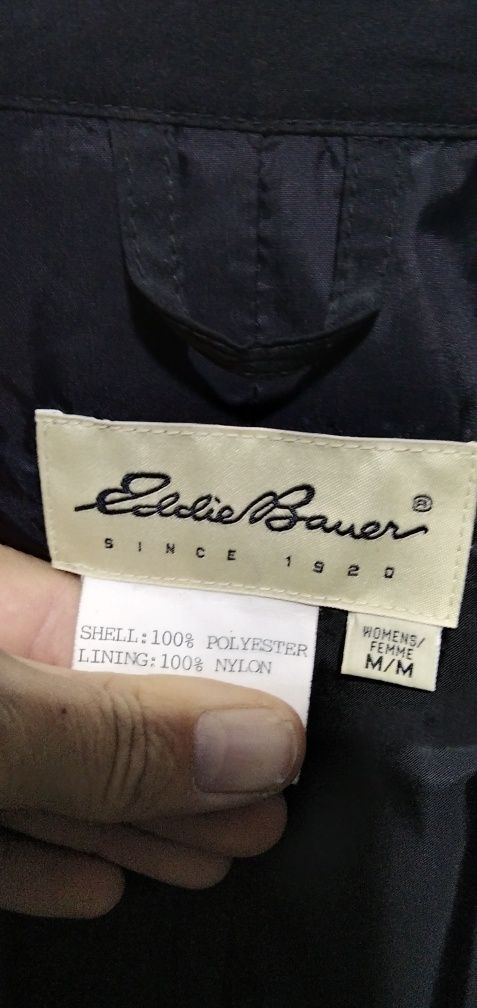 Eddie Bauer ®
SINCE 1920
SHELL:100% POLYESTER
LINING:100% NYLON
WOMENS/
FEMME
M/M